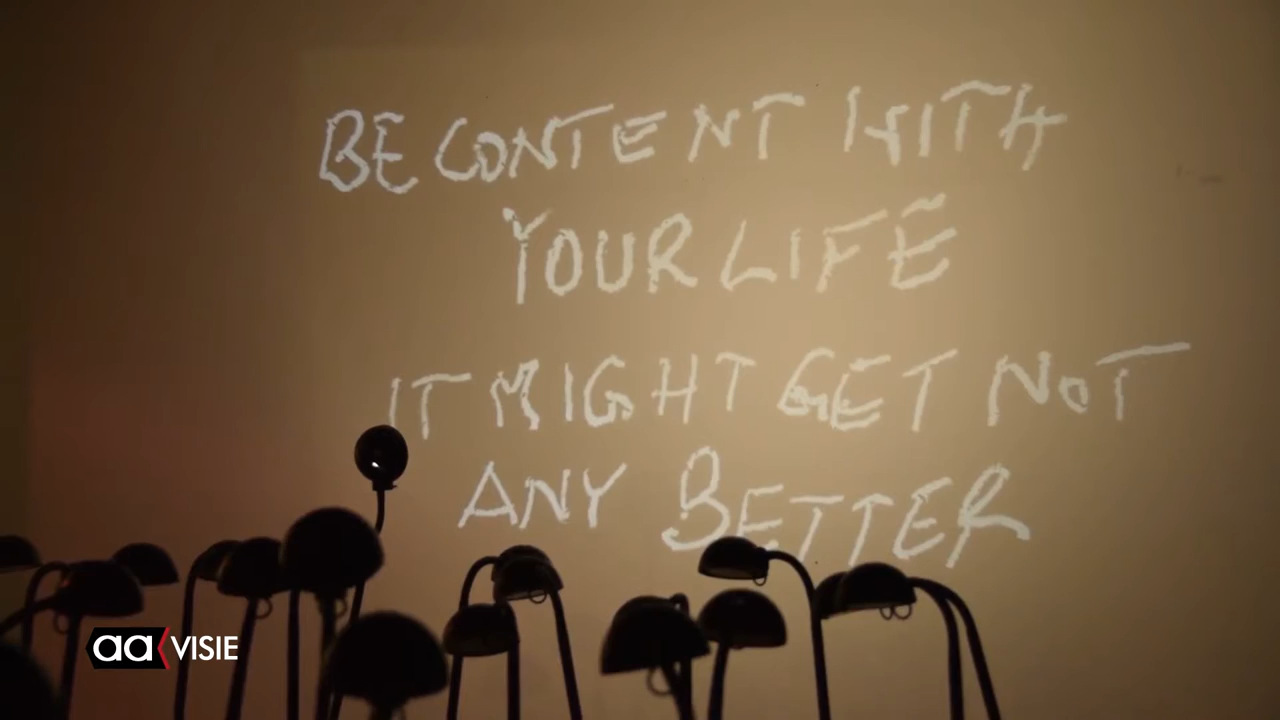 BE CONTENT WITH
YOUR LIFE
IT MIGHT GET NOT
ANY BETTER
aa VISIE